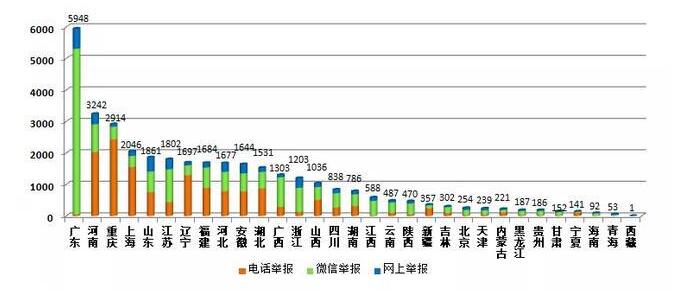 5948
6000
5000
4000
3242
2914
3000
2046 1861 1802 1697 1684 1677 1644 1531
2000
1303 1203 1036 838 786 588 487 470 357 302 254 239 221 187 186 152 141 92 53 1
1000
0
广东 河南 重庆 上海 山东 江苏 辽宁 福建 河北 安徽 湖北 广西 浙江 山西 四川 湖南 江西 云南 陕西 新疆 吉林 北京 天津 内蒙古 黑龙江 贵州 甘肃 宁夏 海南 青海 西藏
电话举报 微信举报 网上举报